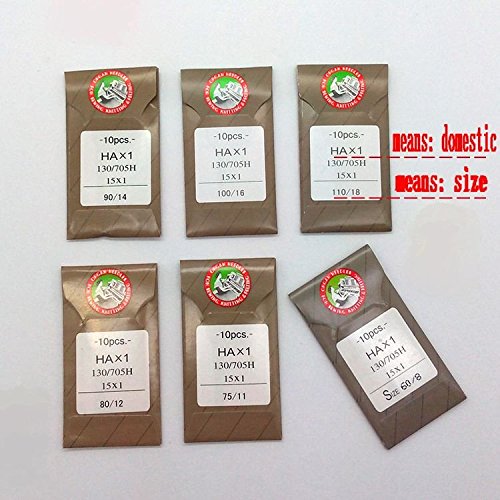 -10pcs.-
HA×1
130/705H
15X1
90/14
-10pcs.-
HA×1
130/705H
15X1
100/16
-10pcs.-
HA×1
130/705H
15X1
110/18
means: domestic
means: size
-10pcs.-
HA×1
130/705H
15X1
80/12
-10pcs.-
HA×1
130/705H
15X1
75/11
-10pcs.-
HA×1
130/705H
15X1
SIZE 60/8